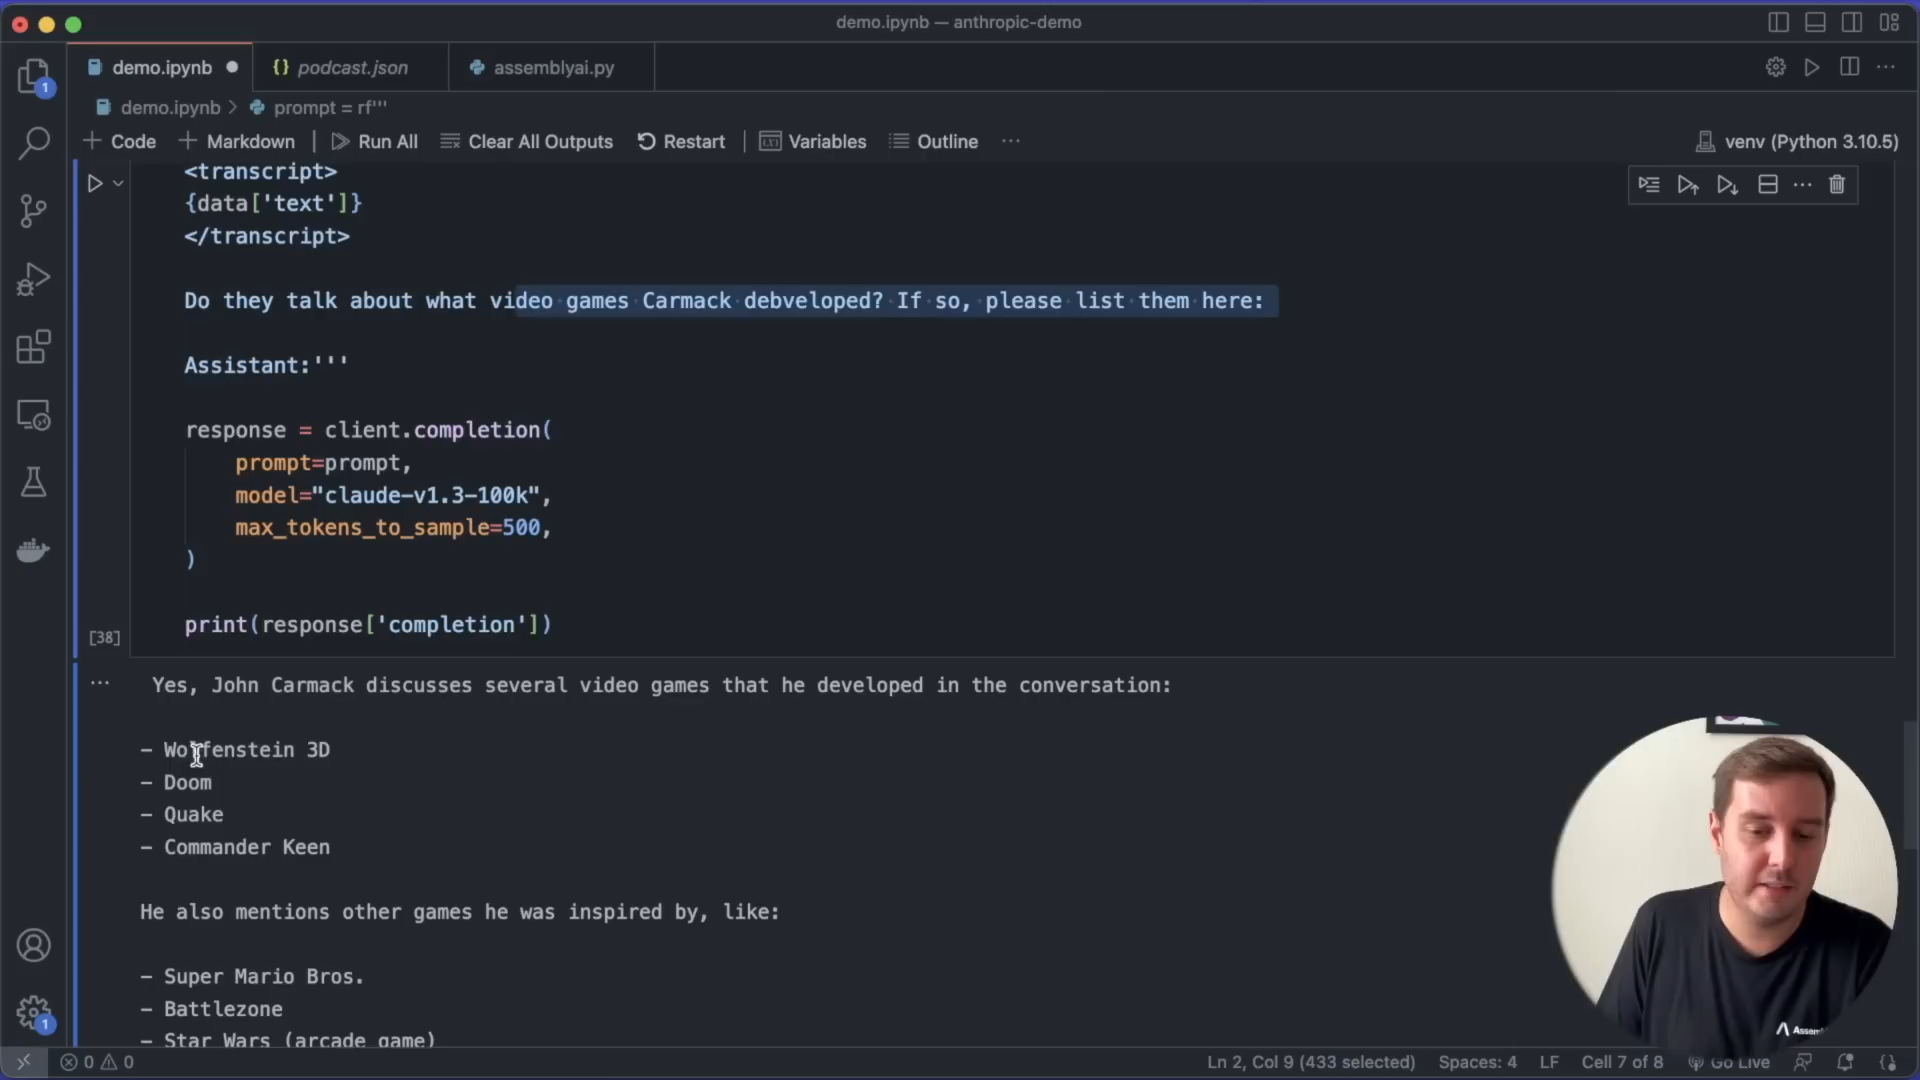 demo.ipynb — anthropic-demo
demo.ipynb
{} podcast.json
assemblyai.py
demo.ipynb > prompt = rf'''
+ Code + Markdown | Run All Clear All Outputs Restart | Variables Outline ...
venv (Python 3.10.5)
<transcript>
{data['text']}
</transcript>
Do they talk about what video games Carmack debveloped? If so, please list them here:
Assistant:'''
response = client.completion(
prompt=prompt,
model="claude-v1.3-100k",
max_tokens_to_sample=500,
)
print(response['completion'])
[38]
Yes, John Carmack discusses several video games that he developed in the conversation:
- Wolfenstein 3D
- Doom
- Quake
- Commander Keen
He also mentions other games he was inspired by, like:
- Super Mario Bros.
- Battlezone
- Star Wars (arcade game)
1
1
0 0
Ln 2, Col 9 (433 selected) Spaces: 4 LF Cell 7 of 8 Go Live